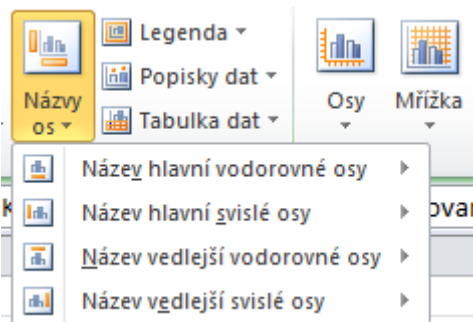 Legenda
Popisky dat
Tabulka dat
Názvy
os
Osy
Mřížka
Název hlavní vodorovné osy
Název hlavní svislé osy
Název vedlejší vodorovné osy
Název vedlejší svislé osy